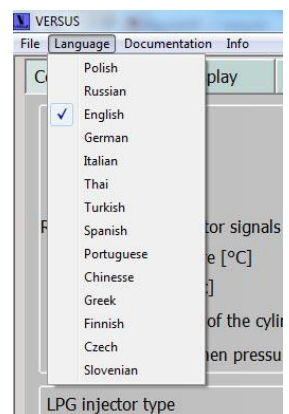 VERSUS
File Language Documentation Info
Polish
Russian
English
German
Italian
Thai
Turkish
Spanish
Portuguese
Chinesse
Greek
Finnish
Czech
Slovenian
play
tor signals
e [°C]
]
of the cylin
en pressu
LPG injector type